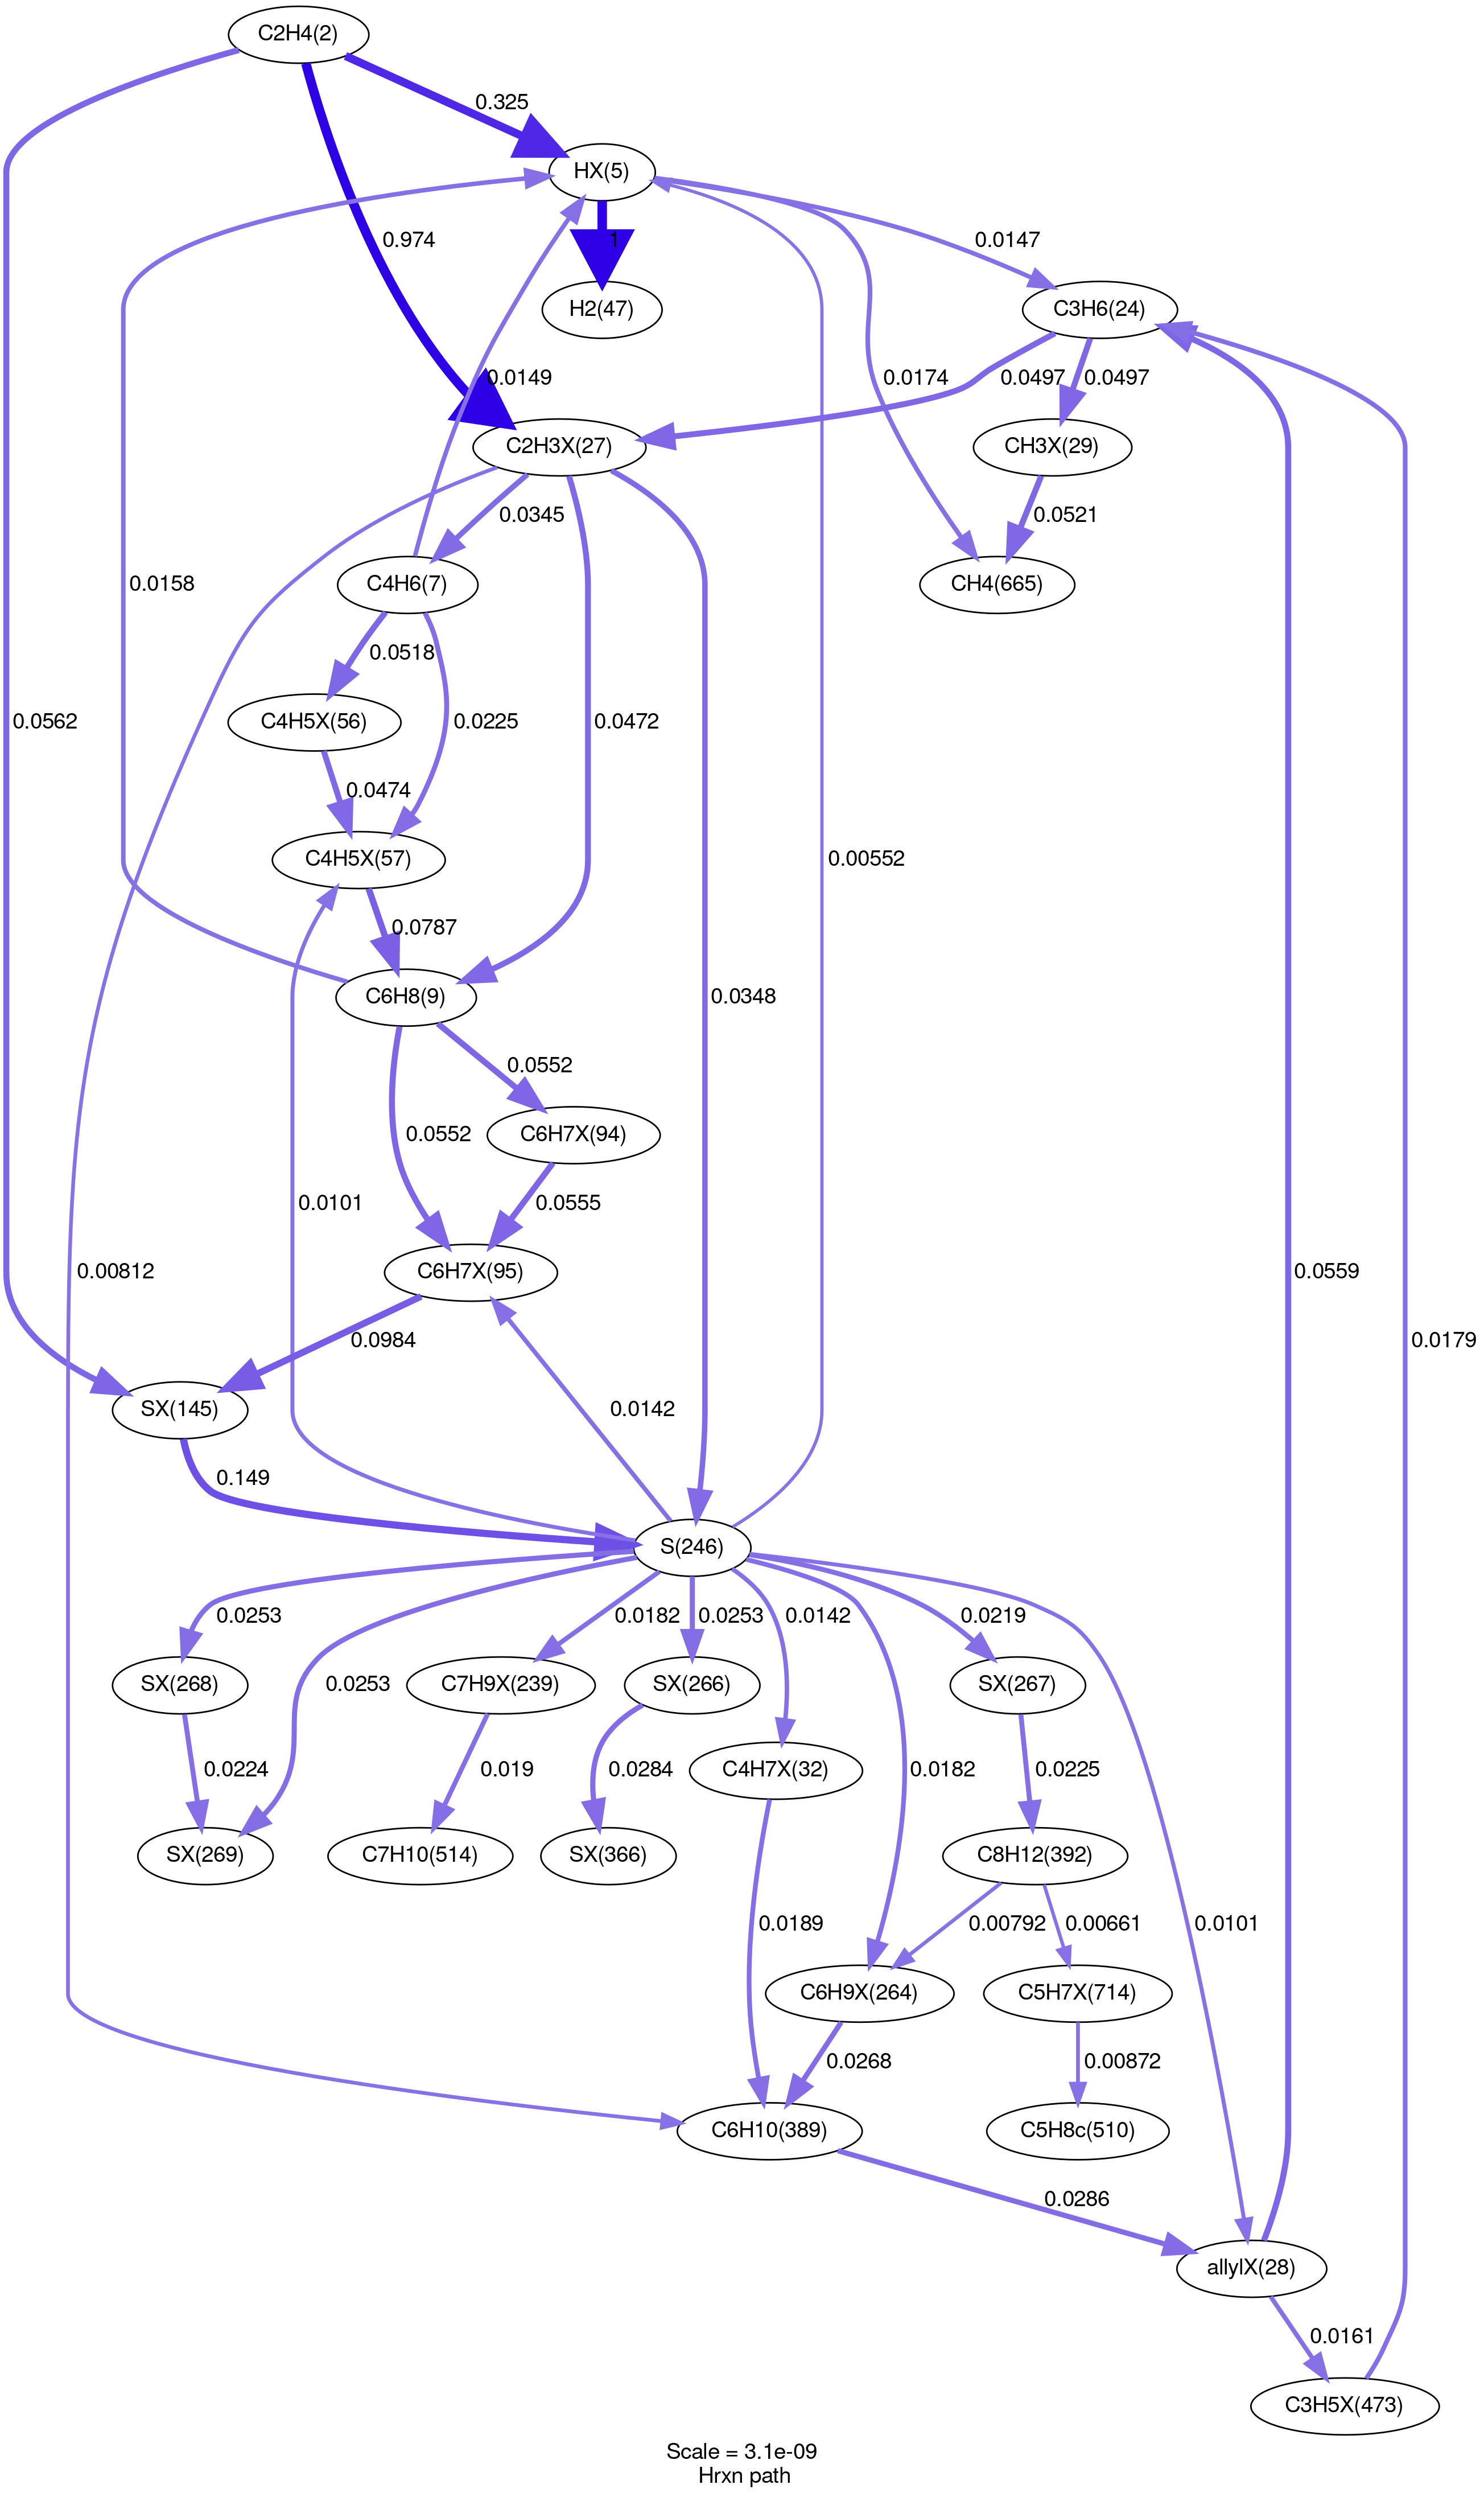 C2H4(2)
0.325
HX(5)
0.974
0.0147
1
H2(47)
C3H6(24)
0.0149
0.0174
0.0497
0.0497
C2H3X(27)
CH3X(29)
0.0345
0.0521
0.0158
C4H6(7)
CH4(665)
0.0518
0.0562
C4H5X(56)
0.0225
0.0472
0.0474
C4H5X(57)
0.00552
0.0787
0.0348
C6H8(9)
0.0552
0.0552
C6H7X(94)
0.0101
0.0555
0.00812
C6H7X(95)
0.0559
0.0984
0.0179
SX(145)
0.0142
0.149
S(246)
0.0253
0.0182
0.0253
0.0142
0.0219
0.0253
SX(268)
C7H9X(239)
SX(266)
SX(267)
0.0224
0.019
0.0284
C4H7X(32)
0.0182
0.0225
SX(269)
C7H10(514)
SX(366)
C8H12(392)
0.0189
0.00792
0.00661
0.0101
C6H9X(264)
C5H7X(714)
0.0268
0.00872
C6H10(389)
C5H8c(510)
0.0286
allylX(28)
0.0161
C3H5X(473)
Scale = 3.1e-09
Hrxn path